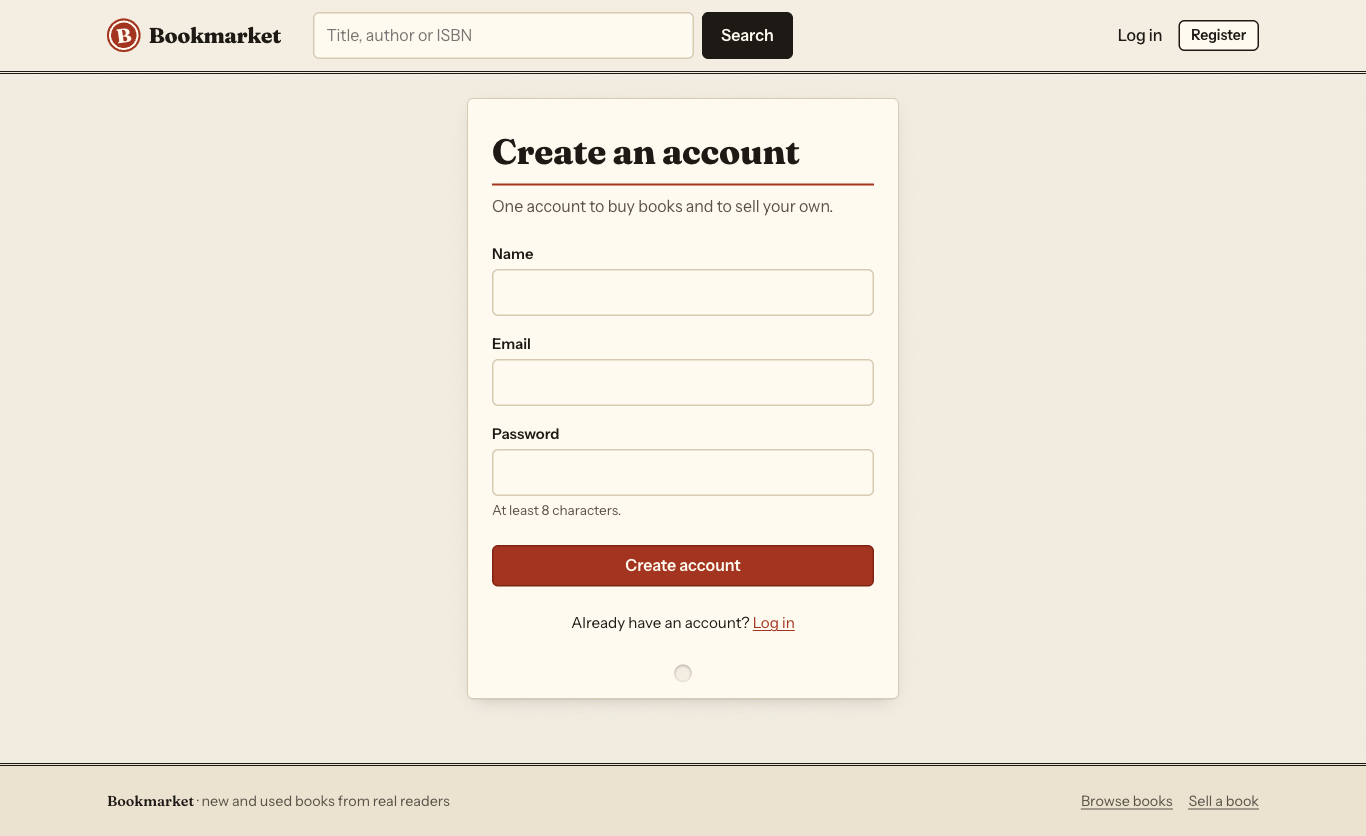 B Bookmarket
Title, author or ISBN
Search
Log in
Register
Create an account
One account to buy books and to sell your own.
Name
Email
Password
At least 8 characters.
Create account
Already have an account? Log in
Bookmarket · new and used books from real readers
Browse books
Sell a book